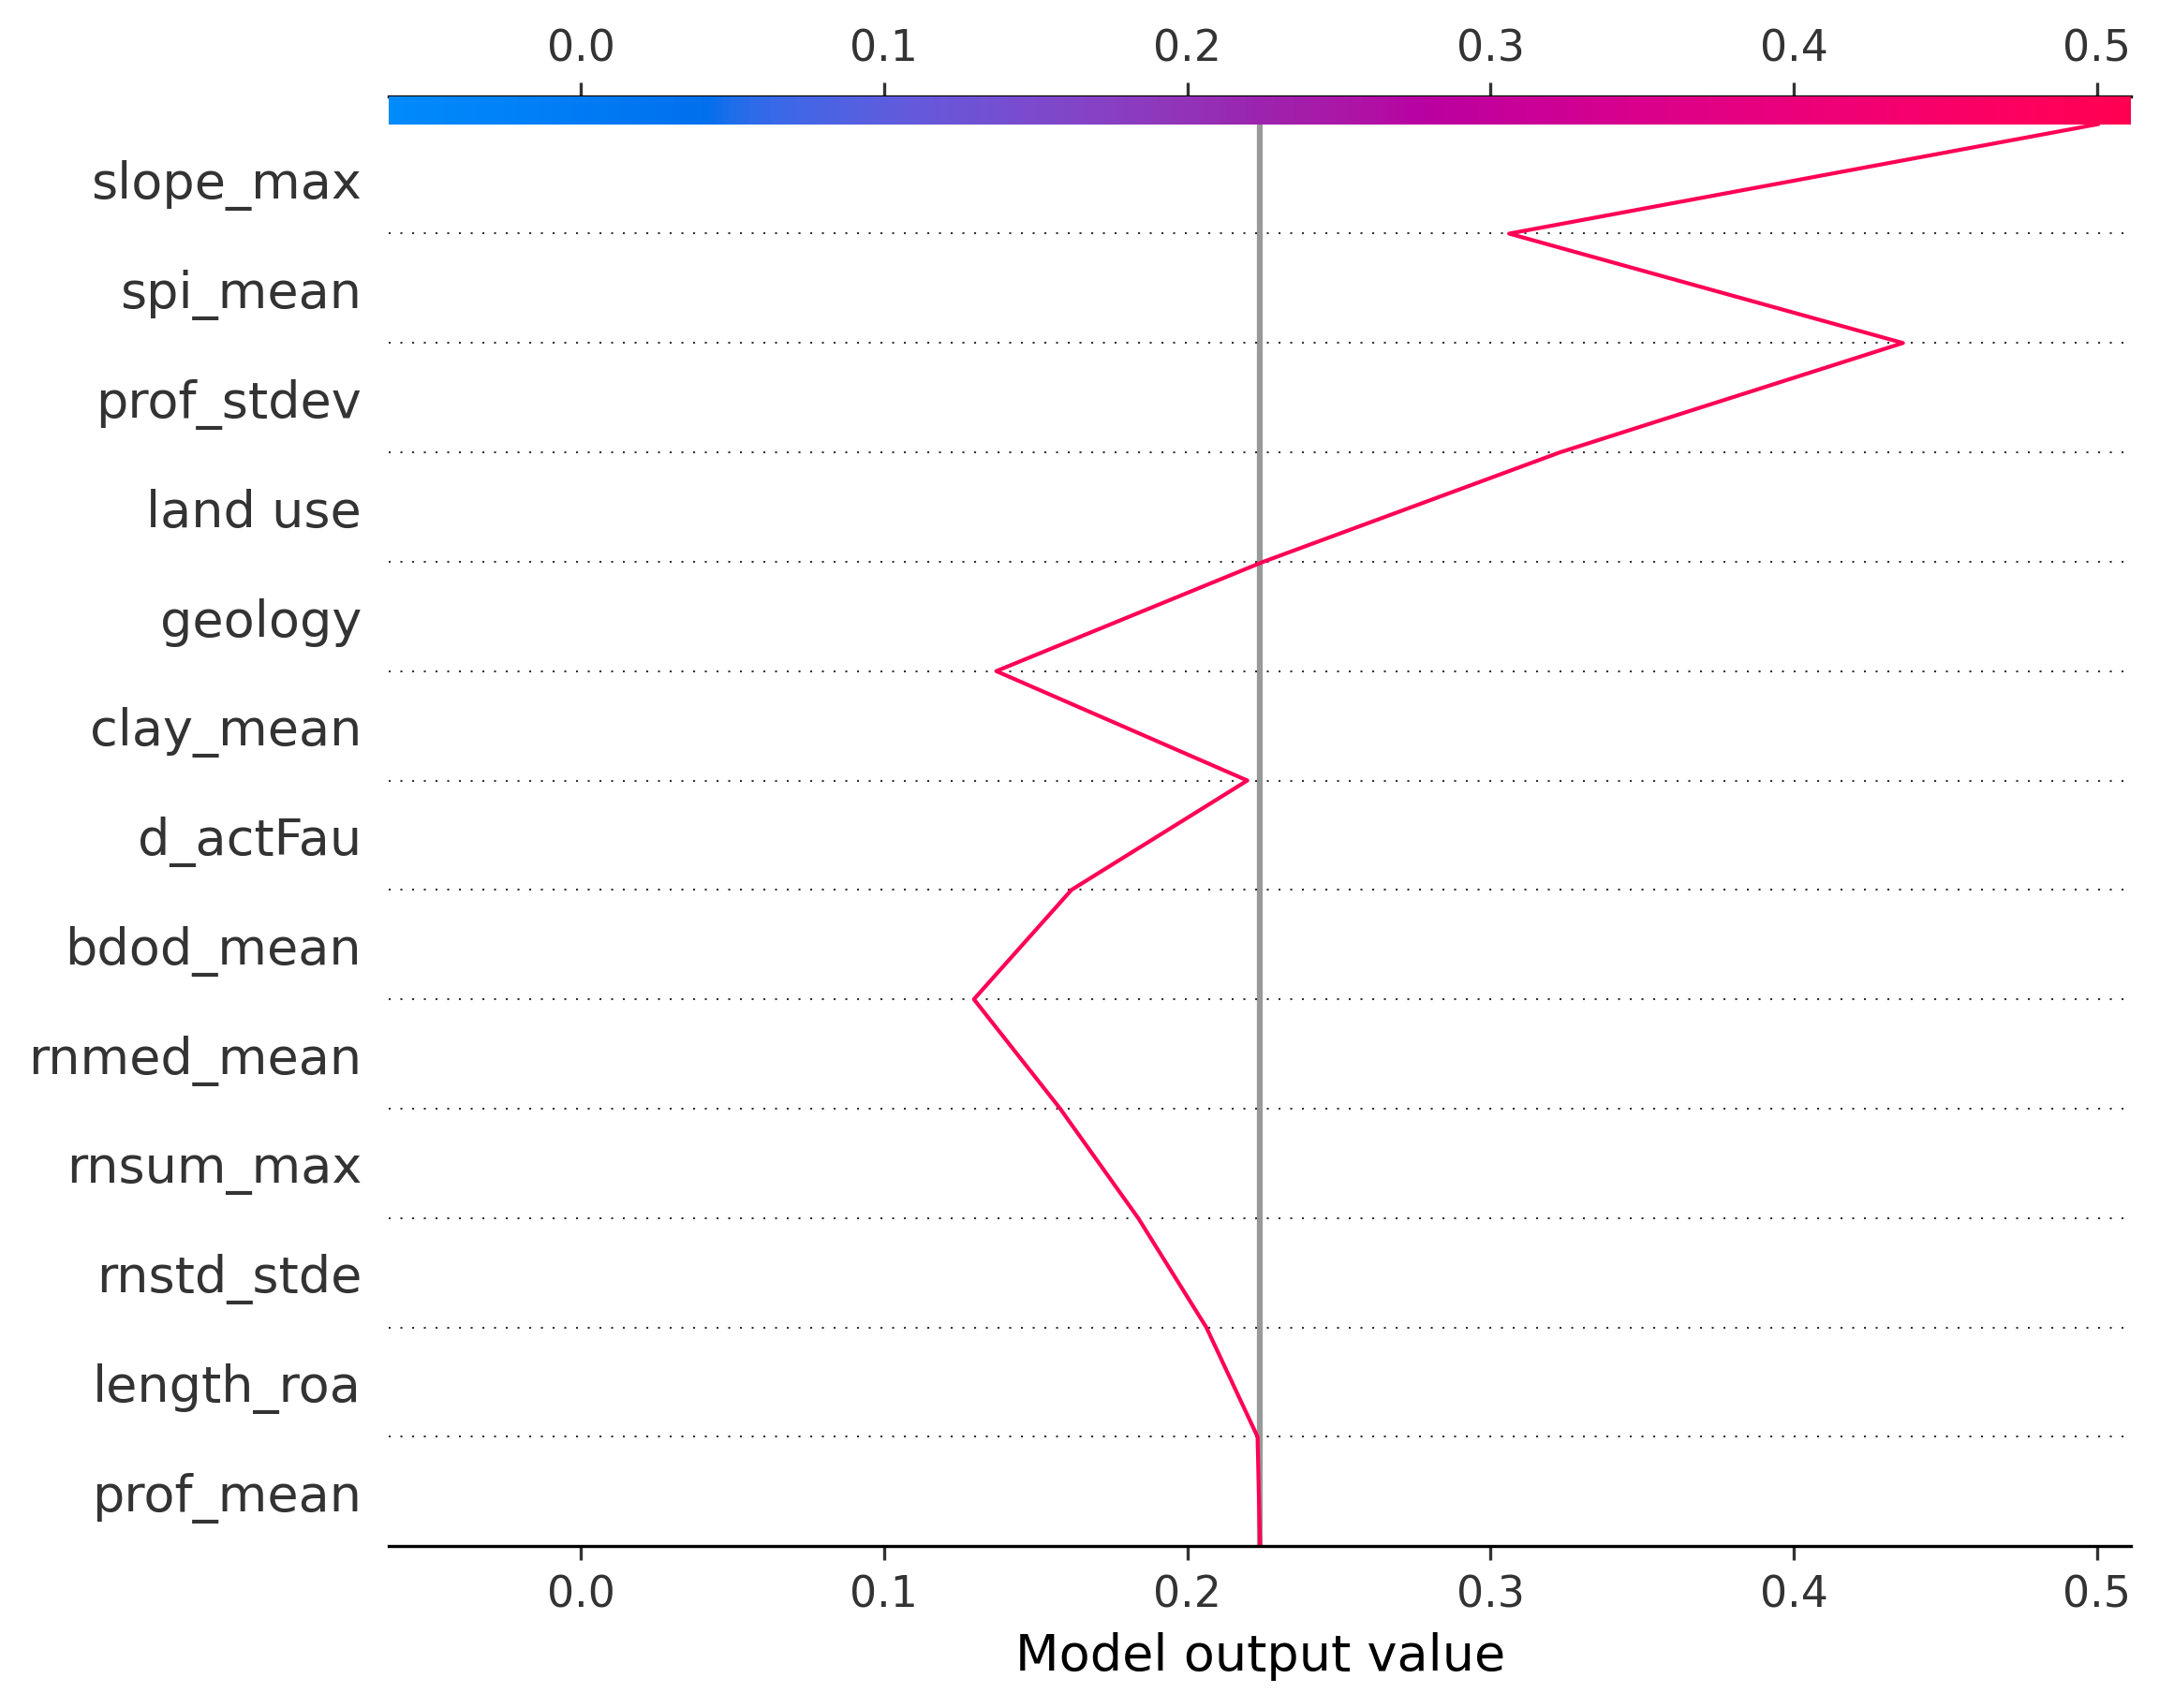 0.0 0.1 0.2 0.3 0.4 0.5
slope_max
spi_mean
prof_stdev
land use
geology
clay_mean
d_actFau
bdod_mean
rnmed_mean
rnsum_max
rnstd_stde
length_roa
prof_mean
0.0 0.1 0.2 0.3 0.4 0.5
Model output value